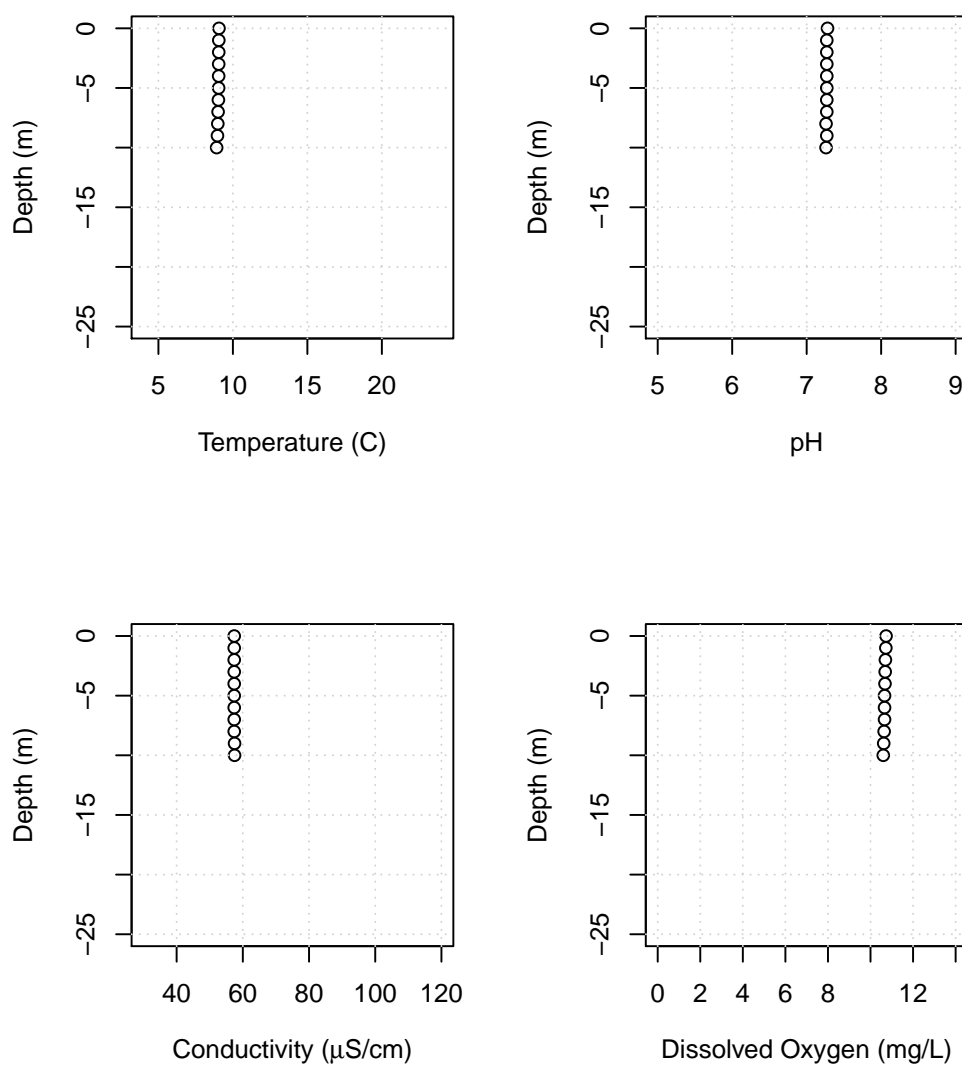 0
−5
−15
−25
Depth (m)
5 10 15 20
Temperature (C)
0
−5
−15
−25
Depth (m)
5 6 7 8 9
pH
0
−5
−15
−25
Depth (m)
40 60 80 100 120
Conductivity (μS/cm)
0
−5
−15
−25
Depth (m)
0 2 4 6 8 12
Dissolved Oxygen (mg/L)